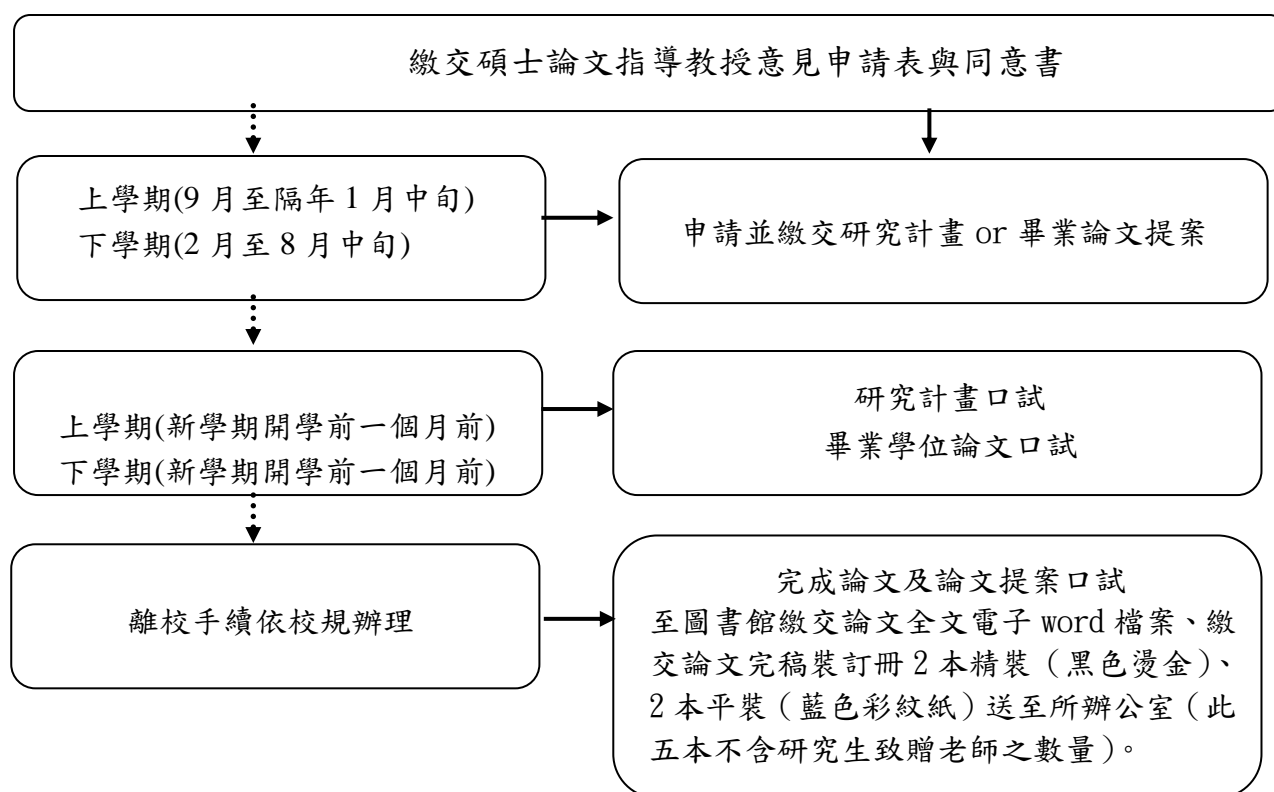 繳交碩士論文指導教授意見申請表與同意書
上學期(9 月至隔年 1 月中旬)
下學期(2 月至 8 月中旬)
申請並繳交研究計畫 or 畢業論文提案
上學期(新學期開學前一個月前)
下學期(新學期開學前一個月前)
研究計畫口試
畢業學位論文口試
離校手續依校規辦理
完成論文及論文提案口試
至圖書館繳交論文全文電子 word 檔案、繳
交論文完稿裝訂冊 2 本精裝（黑色燙金）、
2 本平裝（藍色彩紋紙）送至所辦公室（此
五本不含研究生致贈老師之數量）。